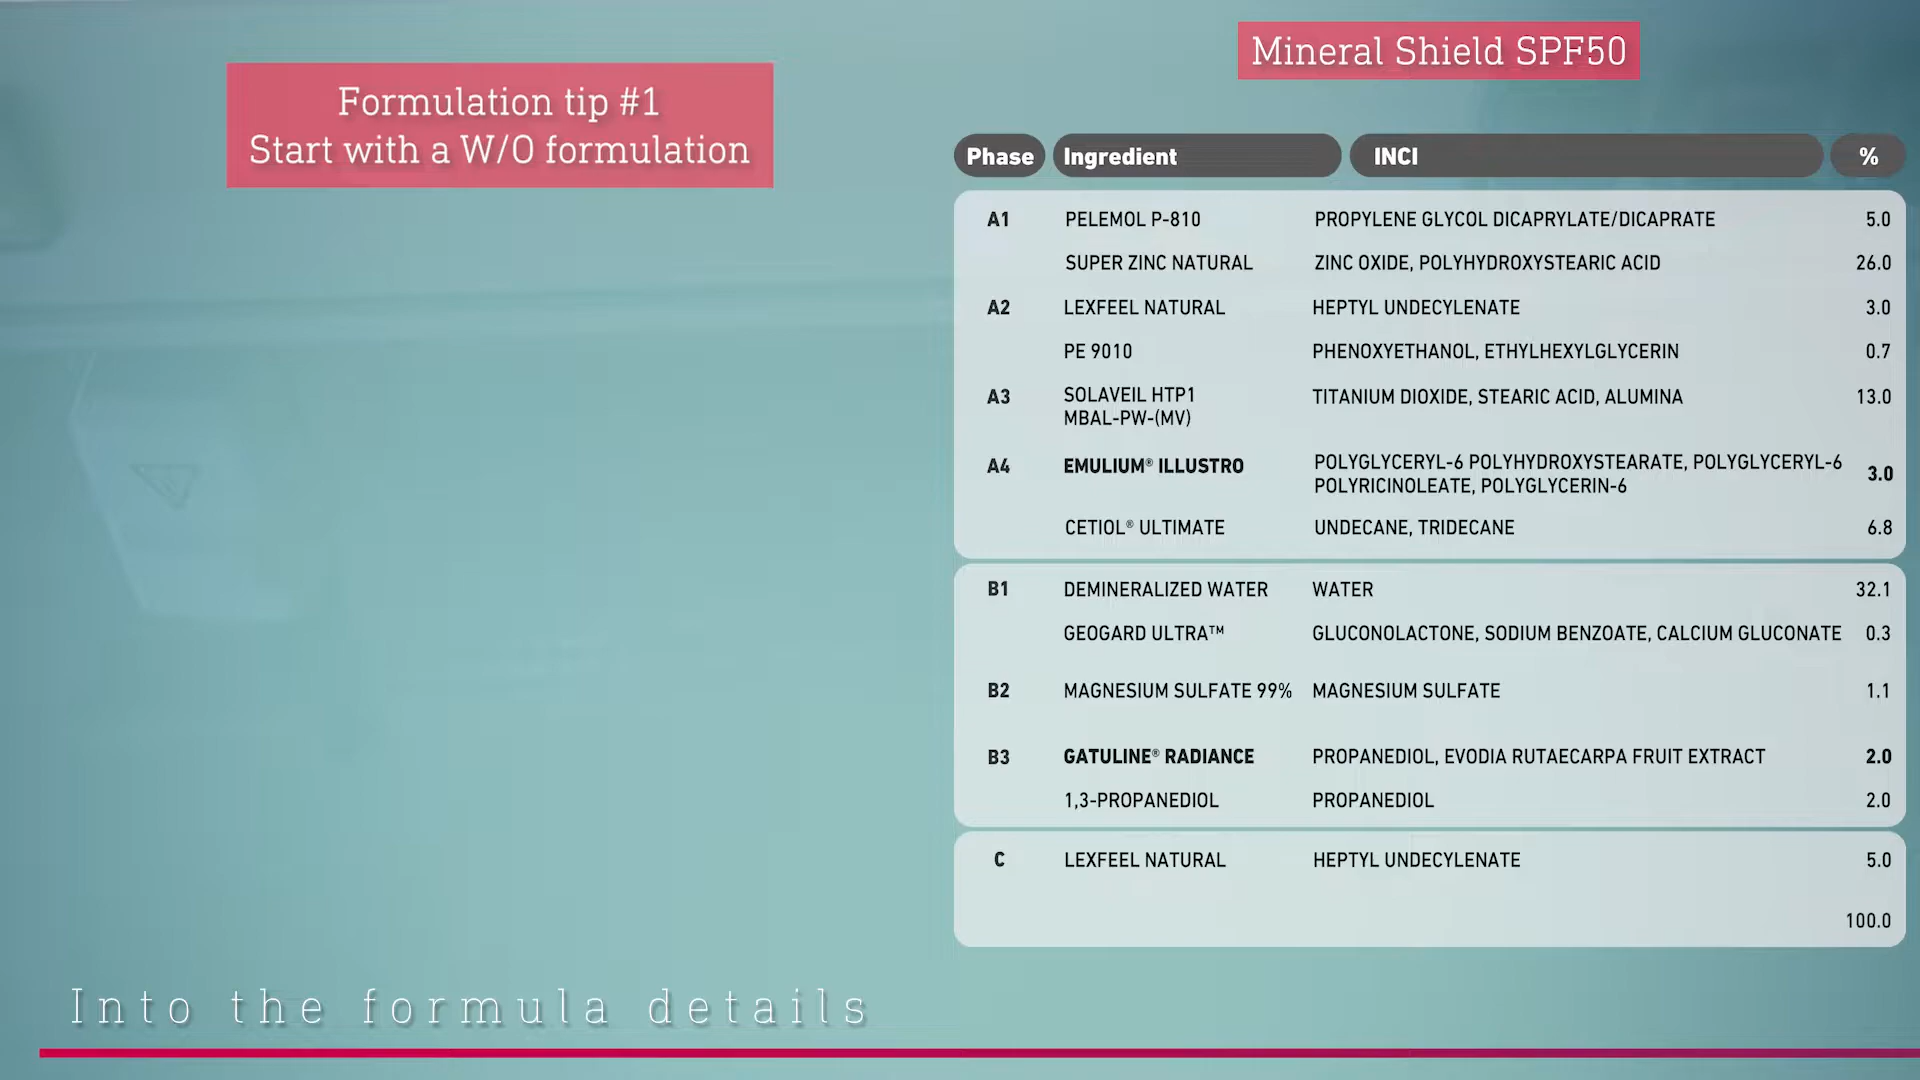 Formulation tip #1
Start with a W/O formulation
Mineral Shield SPF50
Phase Ingredient INCI %
A1 PELEMOL P-810 PROPYLENE GLYCOL DICAPRYLATE/DICAPRATE 5.0
SUPER ZINC NATURAL ZINC OXIDE, POLYHYDROXYSTEARIC ACID 26.0
A2 LEXFEEL NATURAL HEPTYL UNDECYLENATE 3.0
PE 9010 PHENOXYETHANOL, ETHYLHEXYLGLYCERIN 0.7
A3 SOLAVEIL HTP1 TITANIUM DIOXIDE, STEARIC ACID, ALUMINA 13.0
MBAL-PW-(MV)
A4 EMULIUM® ILLUSTRO POLYGLYCERYL-6 POLYHYDROXYSTEARATE, POLYGLYCERYL-6 3.0
POLYRICINOLEATE, POLYGLYCERIN-6
CETIOL® ULTIMATE UNDECANE, TRIDECANE 6.8
B1 DEMINERALIZED WATER WATER 32.1
GEOGARD ULTRA™ GLUCONOLACTONE, SODIUM BENZOATE, CALCIUM GLUCONATE 0.3
B2 MAGNESIUM SULFATE 99% MAGNESIUM SULFATE 1.1
B3 GATULINE® RADIANCE PROPANEDIOL, EVODIA RUTAECARPA FRUIT EXTRACT 2.0
1,3-PROPANEDIOL PROPANEDIOL 2.0
C LEXFEEL NATURAL HEPTYL UNDECYLENATE 5.0
100.0
Into the formula details